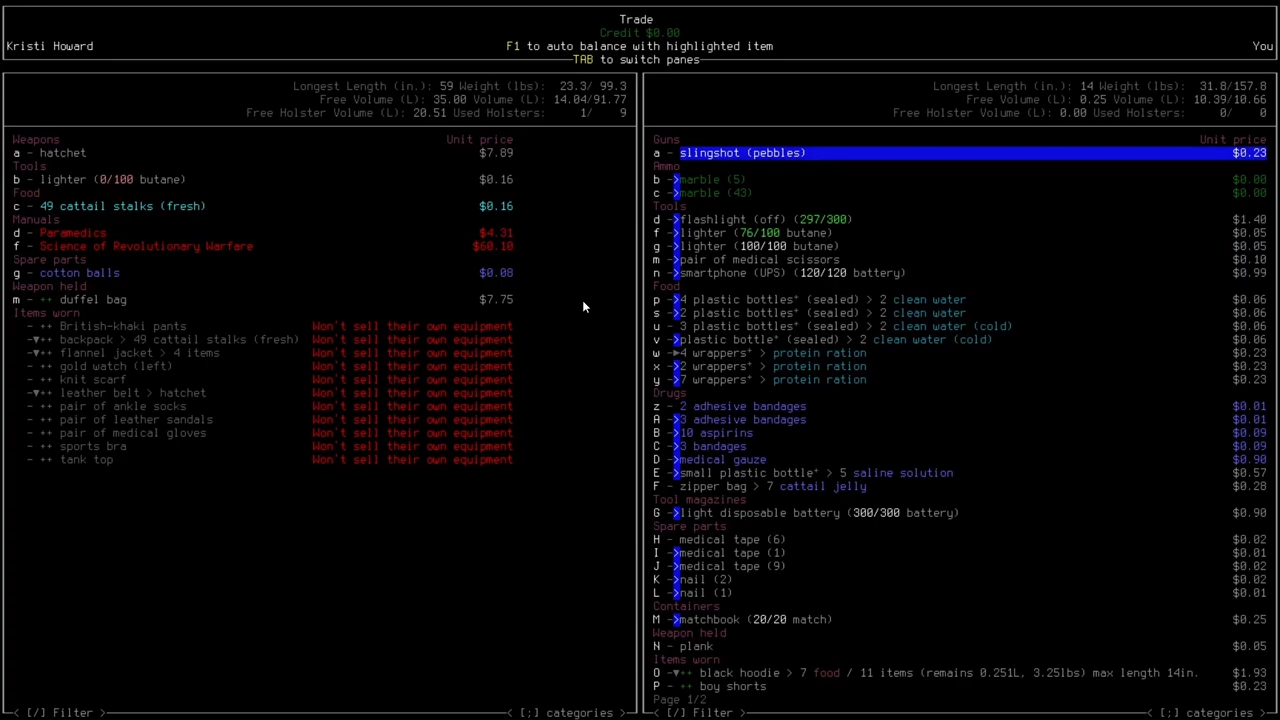 Trade
Credit $0.00
Kristi Howard F1 to auto balance with highlighted item You
TAB to switch panes
Longest Length (in.): 59 Weight (lbs): 23.3/ 99.3
Free Volume (L): 35.00 Volume (L): 14.04/91.77
Free Holster Volume (L): 20.51 Used Holsters: 1/ 9
Weapons Unit price
a - hatchet $7.89
Tools
b - lighter (0/100 butane) $0.16
Food
c - 49 cattail stalks (fresh) $0.16
Manuals
d - Paramedics $4.31
f - Science of Revolutionary Warfare $60.10
Spare parts
g - cotton balls $0.08
Weapon held
m - ++ duffel bag $7.75
Items worn
- ++ British-khaki pants Won't sell their own equipment
-▼++ backpack > 49 cattail stalks (fresh) Won't sell their own equipment
-▼++ flannel jacket > 4 items Won't sell their own equipment
- ++ gold watch (left) Won't sell their own equipment
- ++ knit scarf Won't sell their own equipment
-▼++ leather belt > hatchet Won't sell their own equipment
- ++ pair of ankle socks Won't sell their own equipment
- ++ pair of leather sandals Won't sell their own equipment
- ++ pair of medical gloves Won't sell their own equipment
- ++ sports bra Won't sell their own equipment
- ++ tank top Won't sell their own equipment
< [/] Filter > < [;] categories >
Longest Length (in.): 14 Weight (lbs): 31.8/157.8
Free Volume (L): 0.25 Volume (L): 10.39/10.66
Free Holster Volume (L): 0.00 Used Holsters: 0/ 0
Guns Unit price
a - slingshot (pebbles) $0.23
Ammo
b ->marble (5) $0.00
c ->marble (43) $0.00
Tools
d ->flashlight (off) (297/300) $1.40
f ->lighter (76/100 butane) $0.05
g ->lighter (100/100 butane) $0.05
m ->pair of medical scissors $0.10
n ->smartphone (UPS) (120/120 battery) $0.99
Food
p ->4 plastic bottles⁺ (sealed) > 2 clean water $0.06
s ->2 plastic bottles⁺ (sealed) > 2 clean water $0.06
u - 3 plastic bottles⁺ (sealed) > 2 clean water (cold) $0.06
v ->plastic bottle⁺ (sealed) > 2 clean water (cold) $0.06
w -►4 wrappers⁺ > protein ration $0.23
x ->2 wrappers⁺ > protein ration $0.23
y ->7 wrappers⁺ > protein ration $0.23
Drugs
z - 2 adhesive bandages $0.01
A ->3 adhesive bandages $0.01
B ->10 aspirins $0.09
C ->3 bandages $0.09
D ->medical gauze $0.90
E ->small plastic bottle⁺ > 5 saline solution $0.57
F - zipper bag > 7 cattail jelly $0.28
Tool magazines
G ->light disposable battery (300/300 battery) $0.90
Spare parts
H - medical tape (6) $0.02
I ->medical tape (1) $0.01
J ->medical tape (9) $0.02
K ->nail (2) $0.02
L ->nail (1) $0.01
Containers
M ->matchbook (20/20 match) $0.25
Weapon held
N - plank $0.05
Items worn
O -▼++ black hoodie > 7 food / 11 items (remains 0.251L, 3.25lbs) max length 14in. $1.93
P - ++ boy shorts $0.23
Page 1/2
< [/] Filter > < [;] categories >